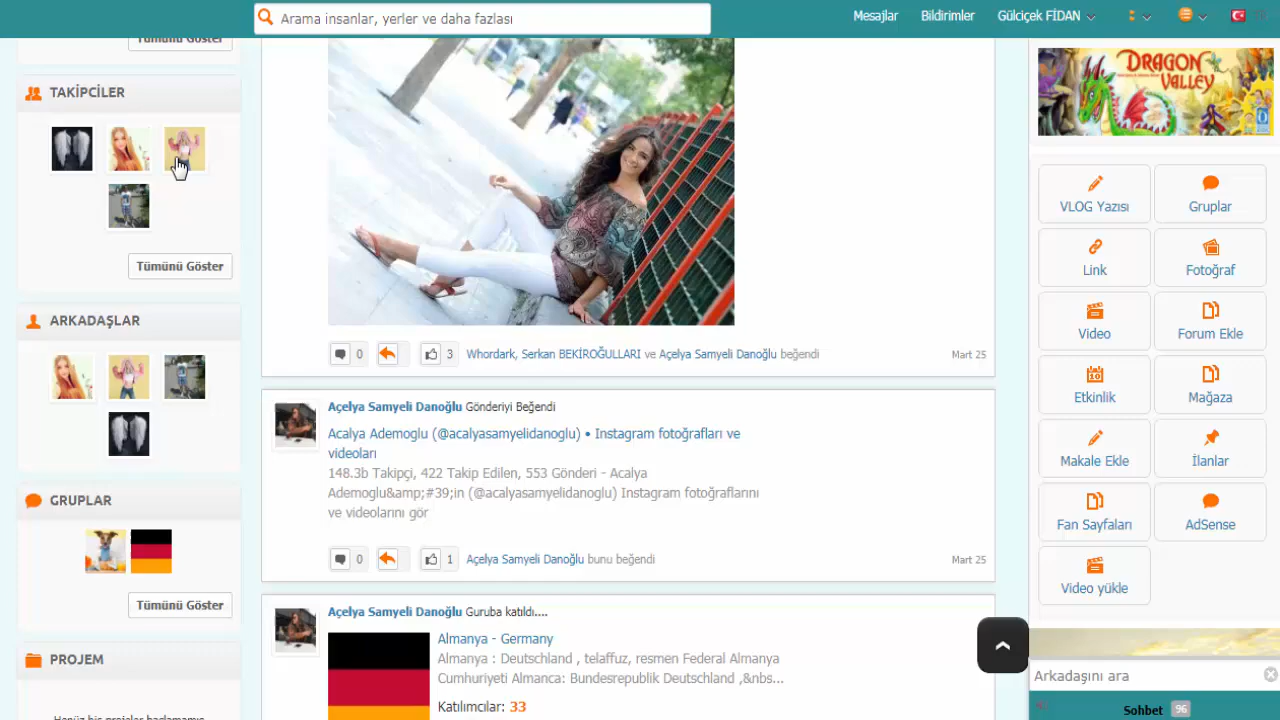 Arama insanlar, yerler ve daha fazlası
Mesajlar
Bildirimler
Gülciçek FİDAN
Tümünü Göster
TAKİPCİLER
Tümünü Göster
ARKADAŞLAR
GRUPLAR
Tümünü Göster
PROJEM
0
3
Whordark, Serkan BEKİROĞULLARI ve Açelya Samyeli Danoğlu beğendi
Mart 25
Açelya Samyeli Danoğlu Gönderiyi Beğendi
Acalya Ademoglu (@acalyasamyelidanoglu) • Instagram fotoğrafları ve
videoları
148.3b Takipçi, 422 Takip Edilen, 553 Gönderi - Acalya
Ademoglu&amp;#39;in (@acalyasamyelidanoglu) Instagram fotoğraflarını
ve videolarını gör
0
1
Açelya Samyeli Danoğlu bunu beğendi
Mart 25
Açelya Samyeli Danoğlu Guruba katıldı....
Almanya - Germany
Almanya : Deutschland , telaffuz, resmen Federal Almanya
Cumhuriyeti Almanca: Bundesrepublik Deutschland ,&nbs...
Katılımcılar: 33
DRAGON
VALLEY
VLOG Yazısı
Gruplar
Link
Fotoğraf
Video
Forum Ekle
Etkinlik
Mağaza
Makale Ekle
İlanlar
Fan Sayfaları
AdSense
Video yükle
Arkadaşını ara
Sohbet 96